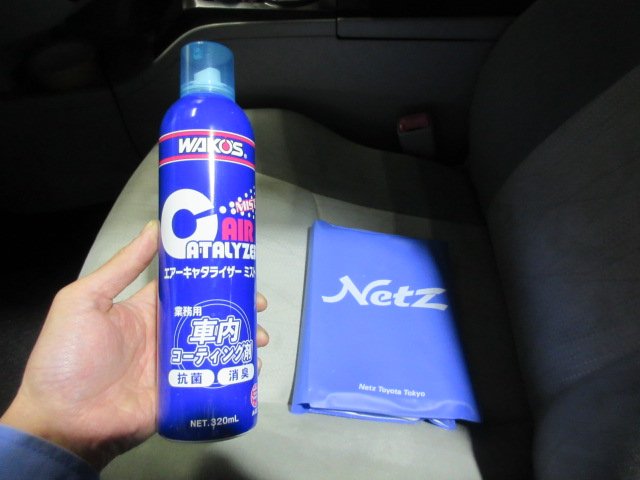 WAKO'S
MIST
AIR
CATALYZER
エアーキャタライザー ミスト
業務用
車内
コーティング剤
抗菌 消臭
NET.320mL
Netz
Netz Toyota Tokyo